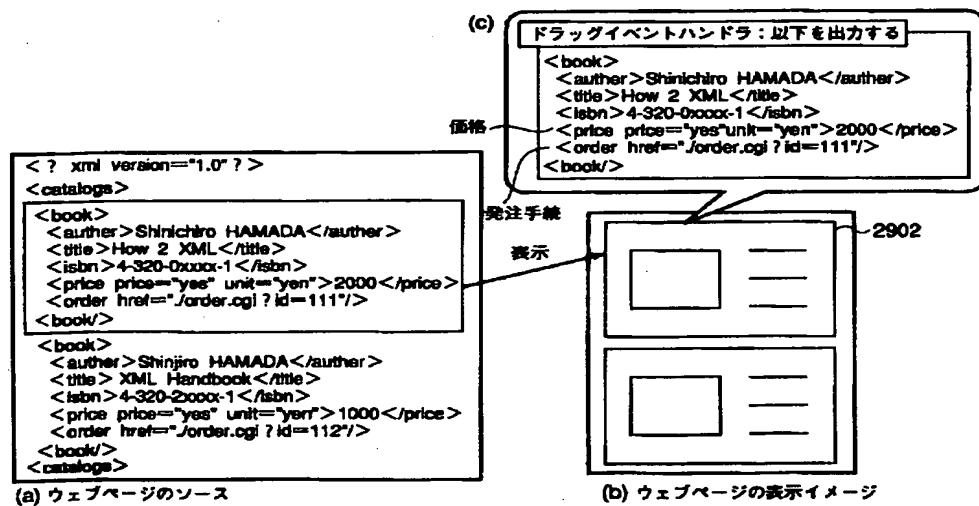 (c)
ドラッグイベントハンドラ：以下を出力する
<book>
<auther>Shinichiro HAMADA</auther>
<title>How 2 XML</title>
<isbn>4-320-0xxxx-1</isbn>
<price price="yes"unit="yen">2000</price>
<order href="./order.cgi?id=111"/>
<book/>
価格
発注手続
<? xml version="1.0"?>
<catalogs>
<book>
<auther>Shinichiro HAMADA</auther>
<title>How 2 XML</title>
<isbn>4-320-0xxxx-1</isbn>
<price price="yes" unit="yen">2000</price>
<order href="./order.cgi?id=111"/>
<book/>
<book>
<auther>Shinjiro HAMADA</auther>
<title> XML Handbook</title>
<isbn>4-320-2xxxx-1</isbn>
<price price="yes" unit="yen">1000</price>
<order href="./order.cgi?id=112"/>
<book/>
<catalogs>
(a) ウェブページのソース
表示
2902
(b) ウェブページの表示イメージ